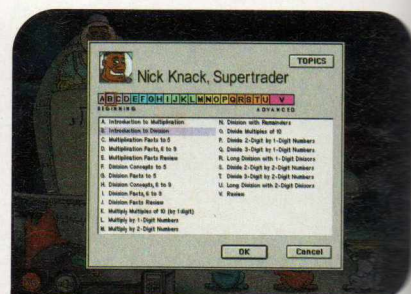 TOPICS
Nick Knack, Supertrader
A B C D E F G H I J K L M N O P Q R S T U V
BEGINNING ADVANCED
A. Introduction to Multiplication
B. Introduction to Division
C. Multiplication Facts to 5
D. Multiplication Facts, 6 to 9
E. Multiplication Facts Review
F. Division Concepts to 5
G. Division Facts to 5
H. Division Concepts, 6 to 9
I. Division Facts, 6 to 9
J. Division Facts Review
K. Multiply Multiples of 10 (by 1 digit)
L. Multiply by 1-Digit Numbers
M. Multiply by 2-Digit Numbers
N. Division with Remainders
O. Divide Multiples of 10
P. Divide 2-Digit by 1-Digit Numbers
Q. Divide 3-Digit by 1-Digit Numbers
R. Long Division with 1-Digit Divisors
S. Divide 2-Digit by 2-Digit Numbers
T. Divide 3-Digit by 2-Digit Numbers
U. Long Division with 2-Digit Divisors
V. Review
OK Cancel